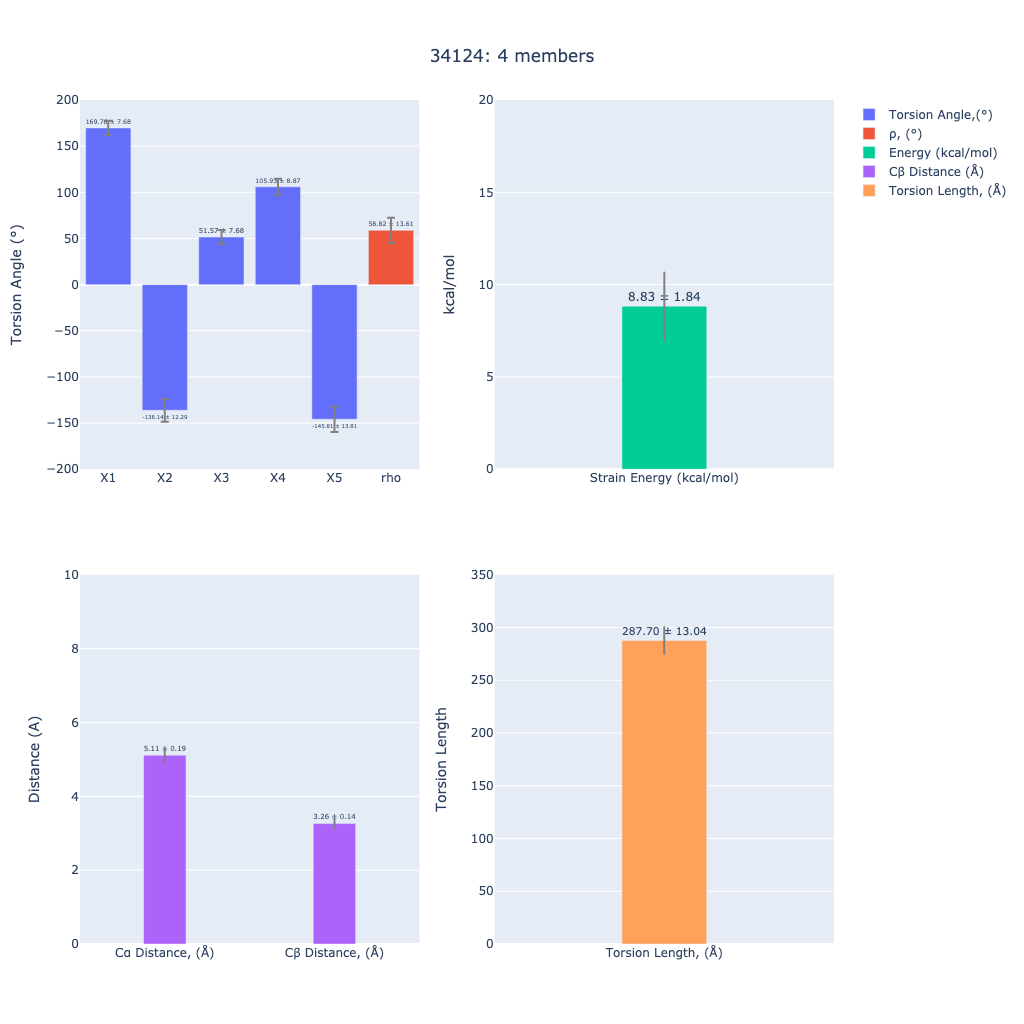 34124: 4 members
Torsion Angle (°)
200
150
100
50
0
−50
−100
−150
−200
± 7.68
-136.14 ± 12.29
51.57 ± 7.68
105.93 ± 8.87
-145.81 ± 13.81
58.82 ± 13.61
X1 X2 X3 X4 X5 rho
kcal/mol
20
15
10
5
0
8.83 ± 1.84
Strain Energy (kcal/mol)
Torsion Angle,(°)
ρ, (°)
Energy (kcal/mol)
Cβ Distance (Å)
Torsion Length, (Å)
Distance (A)
10
8
6
4
2
0
5.11 ± 0.19
3.26 ± 0.14
Cα Distance, (Å) Cβ Distance, (Å)
Torsion Length
350
300
250
200
150
100
50
0
287.70 ± 13.04
Torsion Length, (Å)